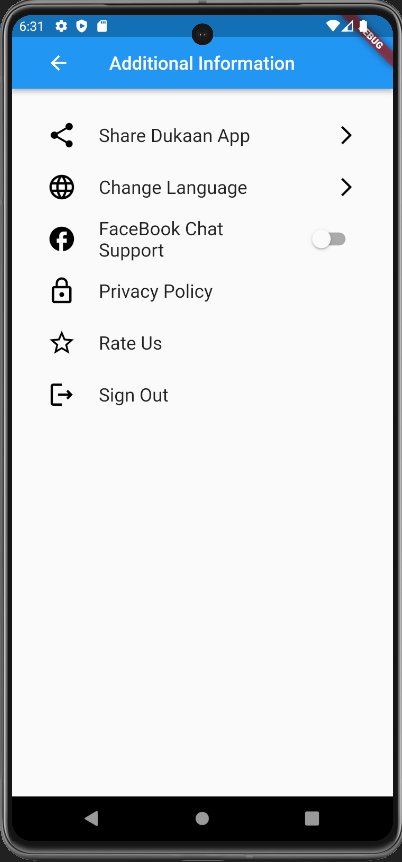 6:31
DEBUG
Additional Information
Share Dukaan App
Change Language
FaceBook Chat
Support
Privacy Policy
Rate Us
Sign Out